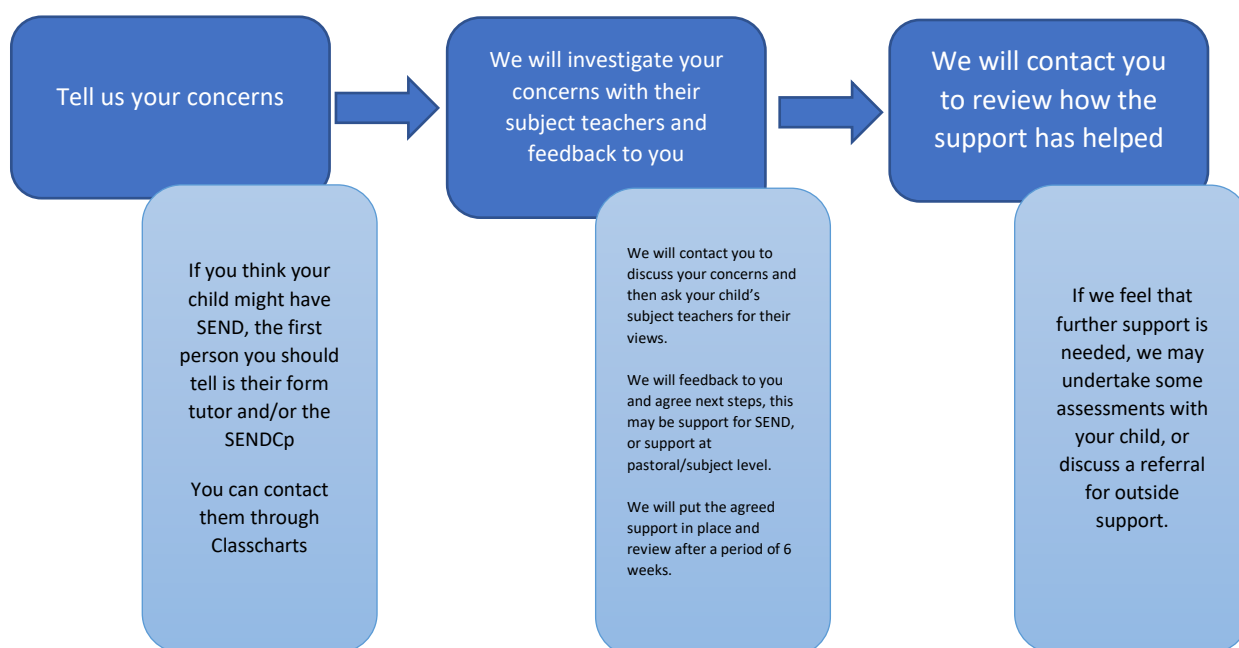 Tell us your concerns
If you think your
child might have
SEND, the first
person you should
tell is their form
tutor and/or the
SENDCp
You can contact
them through
Classcharts
We will investigate your
concerns with their
subject teachers and
feedback to you
We will contact you to
discuss your concerns and
then ask your child’s
subject teachers for their
views.
We will feedback to you
and agree next steps, this
may be support for SEND,
or support at
pastoral/subject level.
We will put the agreed
support in place and
review after a period of 6
weeks.
We will contact you
to review how the
support has helped
If we feel that
further support is
needed, we may
undertake some
assessments with
your child, or
discuss a referral
for outside
support.